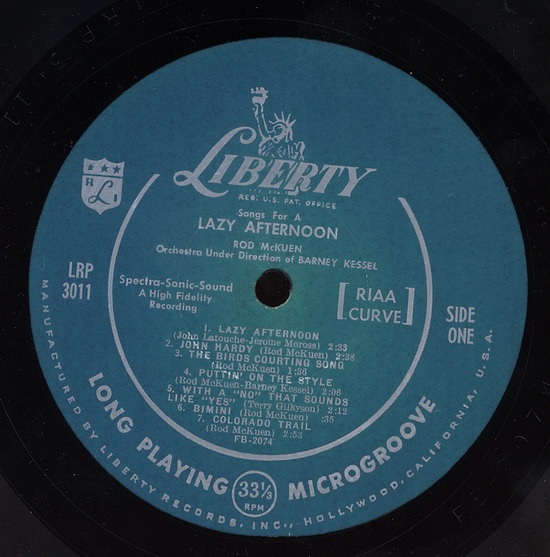 LIBERTY
REG. U.S. PAT. OFFICE
Songs For A
LAZY AFTERNOON
ROD McKUEN
Orchestra Under Direction of BARNEY KESSEL
LRP
3011
Spectra-Sonic-Sound
A High Fidelity
Recording
[RIAA
CURVE]
SIDE
ONE
1. LAZY AFTERNOON
(John Latouche-Jerome Moross) 2:33
2. JOHN HARDY (Rod McKuen) 2:38
3. THE BIRDS COURTING SONG
(Rod McKuen) 1:36
4. PUTTIN' ON THE STYLE
(Rod McKuen-Barney Kessel) 2:06
5. WITH A "NO" THAT SOUNDS
LIKE "YES" (Terry Gilkyson) 2:12
6. BIMINI (Rod McKuen) :35
7. COLORADO TRAIL
(Rod McKuen) 2:53
FB-2074
LONG PLAYING 33⅓ RPM MICROGROOVE
MANUFACTURED BY LIBERTY RECORDS, INC., HOLLYWOOD, CALIFORNIA, U.S.A.